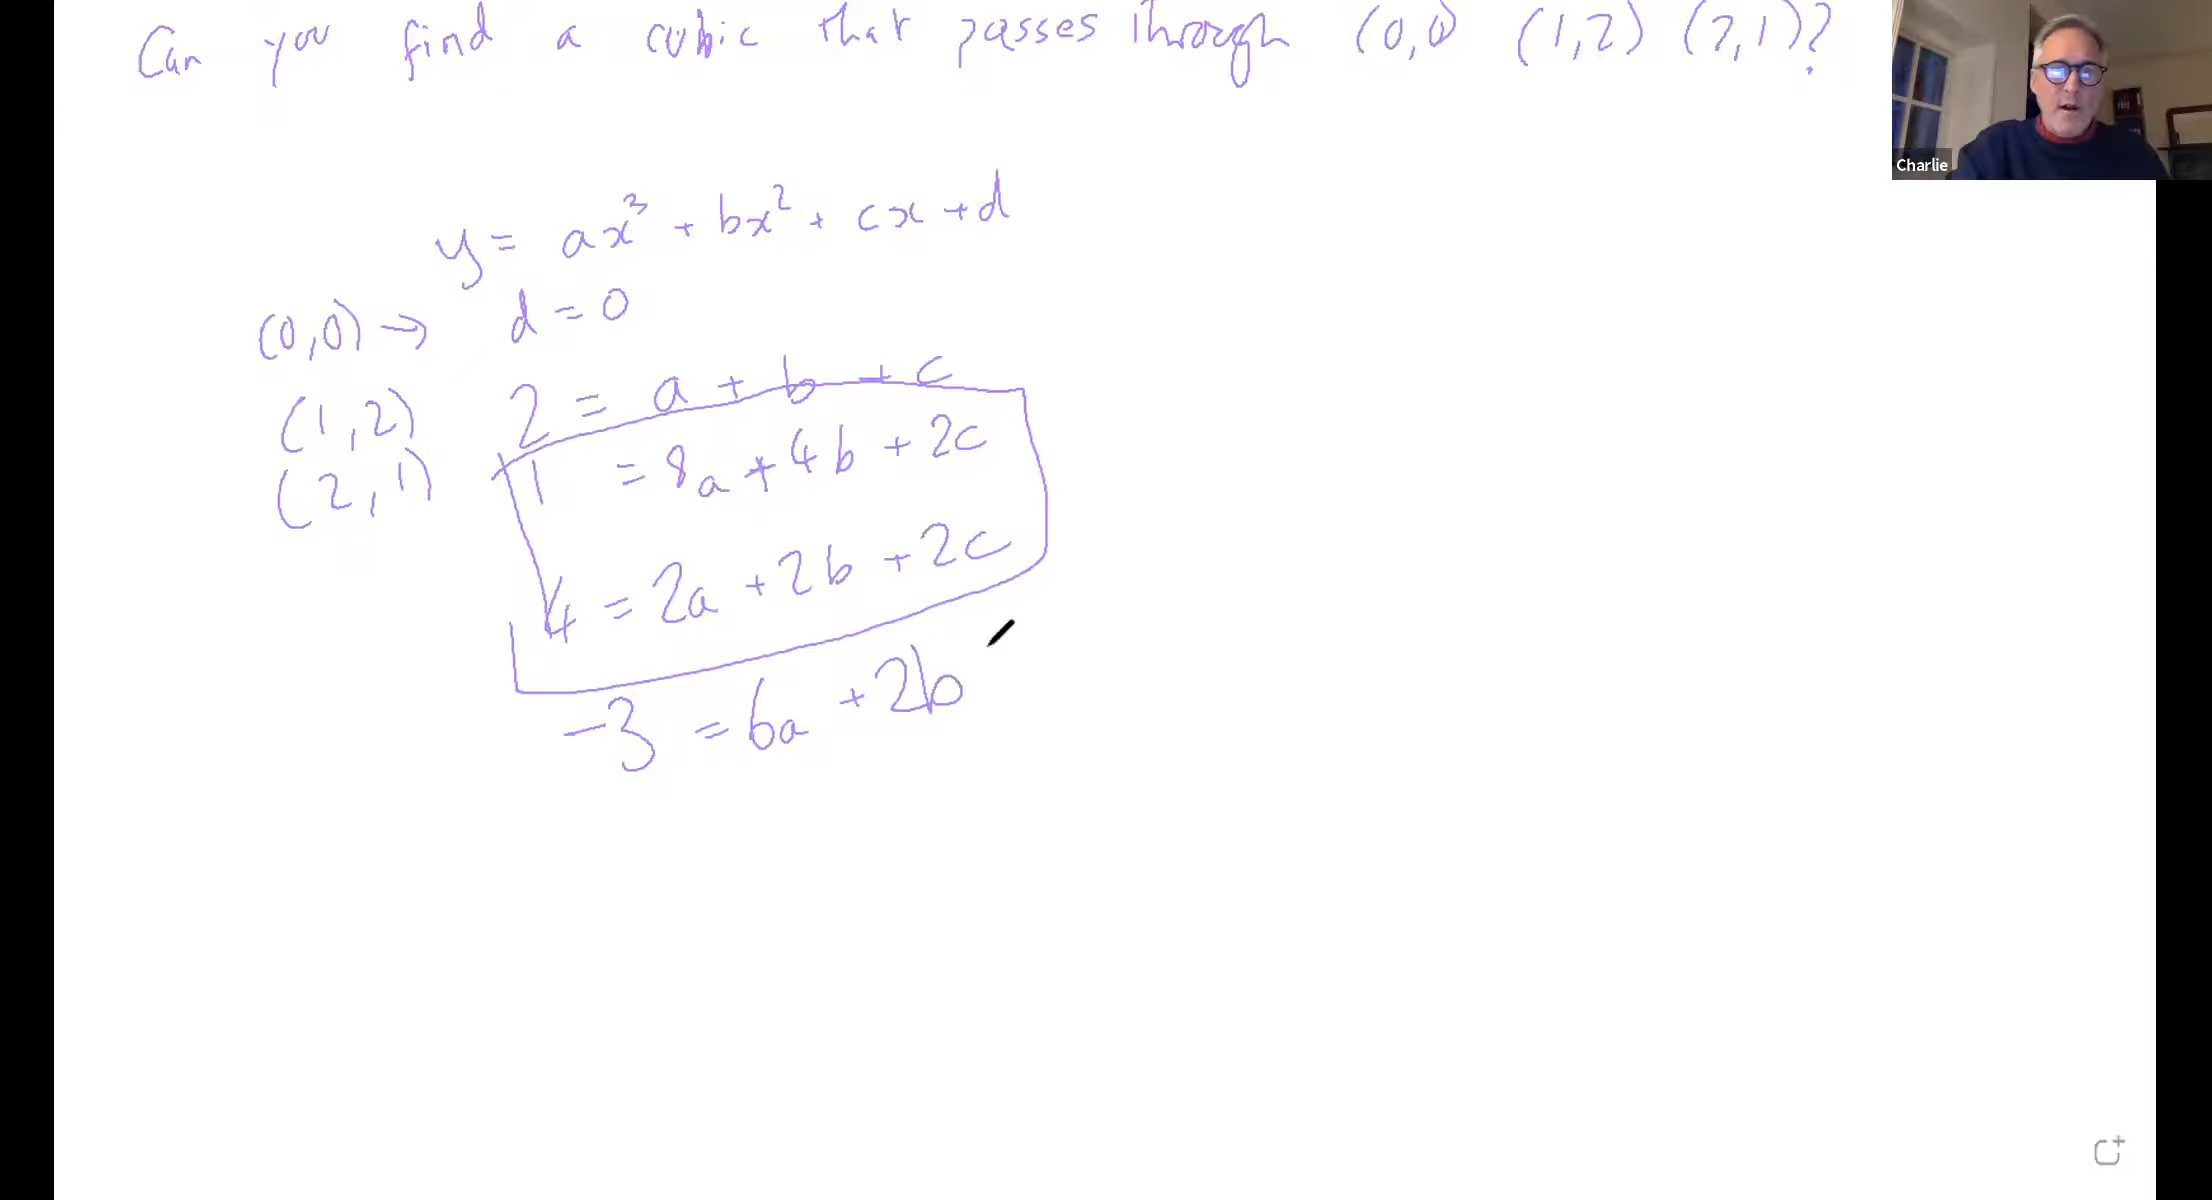 Can you find a cubic that passes through (0,0) (1,2) (2,1)?
Charlie
y = ax³ + bx² + cx + d
(0,0) → d = 0
(1,2) 2 = a + b + c
(2,1) 1 = 8a + 4b + 2c
4 = 2a + 2b + 2c
-3 = 6a + 2b